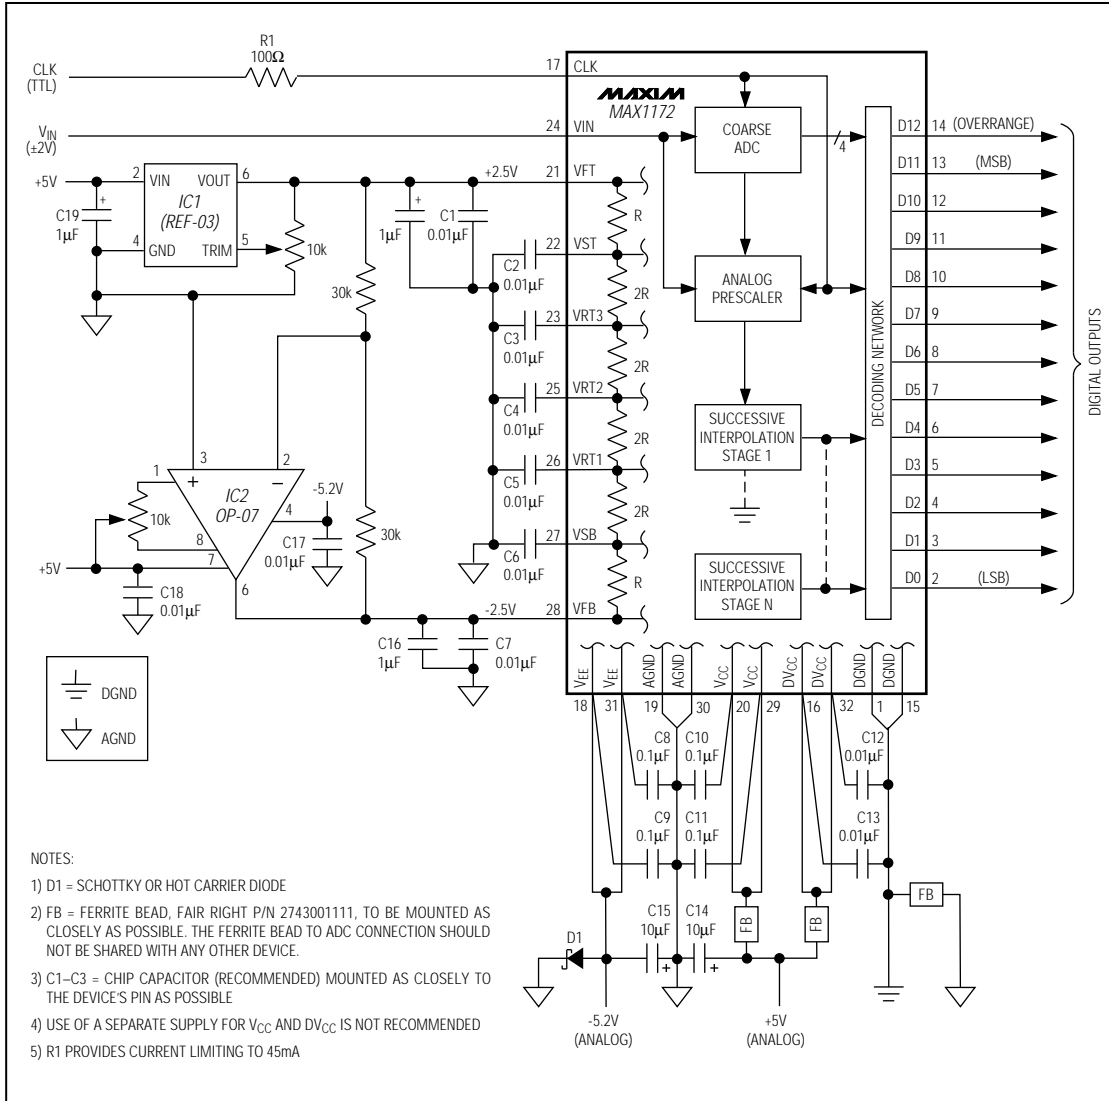 R1
100Ω
CLK
(TTL)
17 CLK
MAXIM
MAX1172
VIN
(±2V)
24 VIN
COARSE
ADC
4
D12 14 (OVERRANGE)
D11 13 (MSB)
D10 12
D9 11
D8 10
D7 9
D6 8
D5 7
D4 6
D3 5
D2 4
D1 3
D0 2 (LSB)
DIGITAL OUTPUTS
DECODING NETWORK
+5V
2 VIN VOUT 6
IC1
(REF-03)
4 GND TRIM 5
C19
1µF
+
10k
30k
+
1µF
C1
0.01µF
+2.5V 21 VFT
R
22 VST
C2
0.01µF
2R
ANALOG
PRESCALER
23 VRT3
C3
0.01µF
2R
25 VRT2
C4
0.01µF
2R
SUCCESSIVE
INTERPOLATION
STAGE 1
26 VRT1
C5
0.01µF
2R
27 VSB
C6
0.01µF
R
SUCCESSIVE
INTERPOLATION
STAGE N
-2.5V 28 VFB
1 3 2
+ −
IC2
OP-07
10k
-5.2V
4
C17
0.01µF
8
7
+5V
6
30k
C18
0.01µF
C16
1µF
C7
0.01µF
DGND
AGND
VEE VEE AGND AGND VCC VCC DVCC DVCC DGND DGND
18 31 19 30 20 29 16 32 1 15
C8
0.1µF
C10
0.1µF
C12
0.01µF
C9
0.1µF
C11
0.1µF
C13
0.01µF
C15
10µF
+
C14
10µF
+
FB
FB
FB
D1
-5.2V
(ANALOG)
+5V
(ANALOG)
NOTES:
1) D1 = SCHOTTKY OR HOT CARRIER DIODE
2) FB = FERRITE BEAD, FAIR RIGHT P/N 2743001111, TO BE MOUNTED AS
CLOSELY AS POSSIBLE. THE FERRITE BEAD TO ADC CONNECTION SHOULD
NOT BE SHARED WITH ANY OTHER DEVICE.
3) C1–C3 = CHIP CAPACITOR (RECOMMENDED) MOUNTED AS CLOSELY TO
THE DEVICE'S PIN AS POSSIBLE
4) USE OF A SEPARATE SUPPLY FOR VCC AND DVCC IS NOT RECOMMENDED
5) R1 PROVIDES CURRENT LIMITING TO 45mA